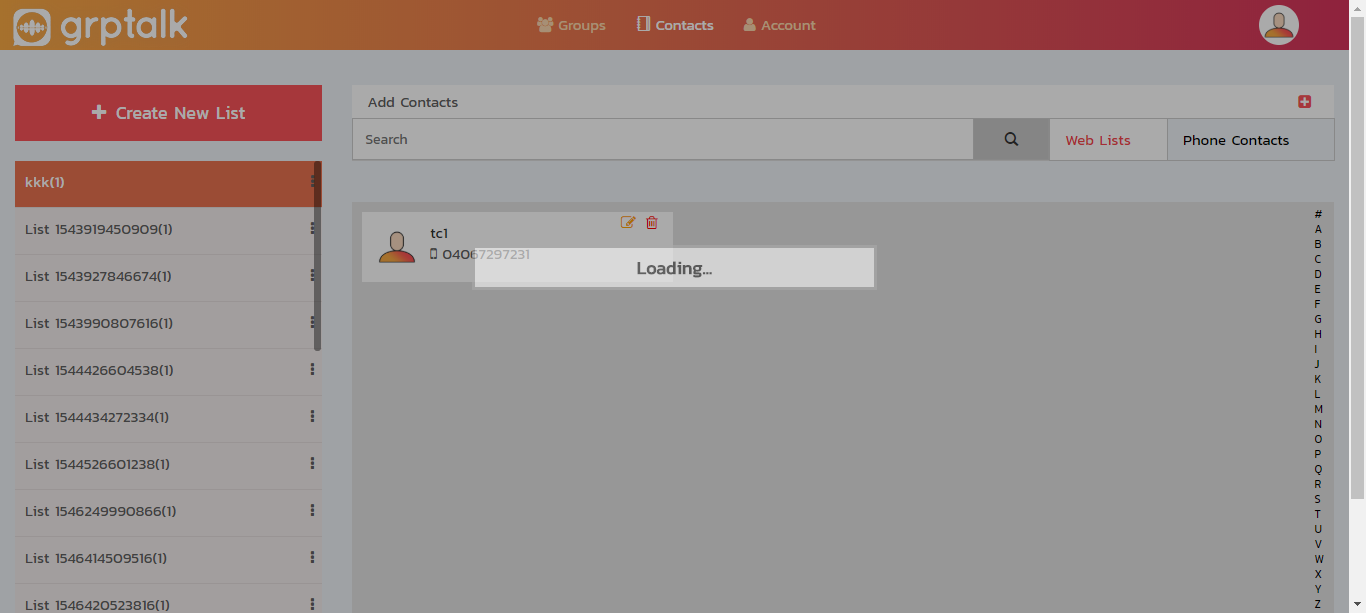 grptalk
Groups
Contacts
Account
Create New List
kkk(1)
List 1543919450909(1)
List 1543927846674(1)
List 1543990807616(1)
List 1544426604538(1)
List 1544434272334(1)
List 1544526601238(1)
List 1546249990866(1)
List 1546414509516(1)
List 1546420523816(1)
Add Contacts
Search
Web Lists
Phone Contacts
tc1
04067297231
Loading...
#
A
B
C
D
E
F
G
H
I
J
K
L
M
N
O
P
Q
R
S
T
U
V
W
X
Y
Z